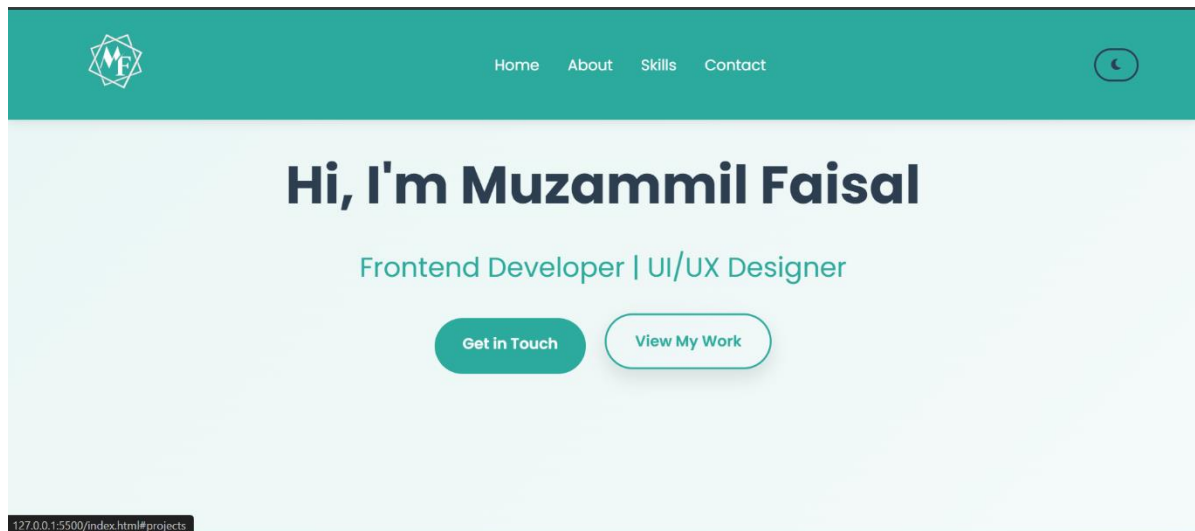 MF
Home About Skills Contact
Hi, I'm Muzammil Faisal
Frontend Developer | UI/UX Designer
Get in Touch View My Work
127.0.0.1:5500/index.html#projects